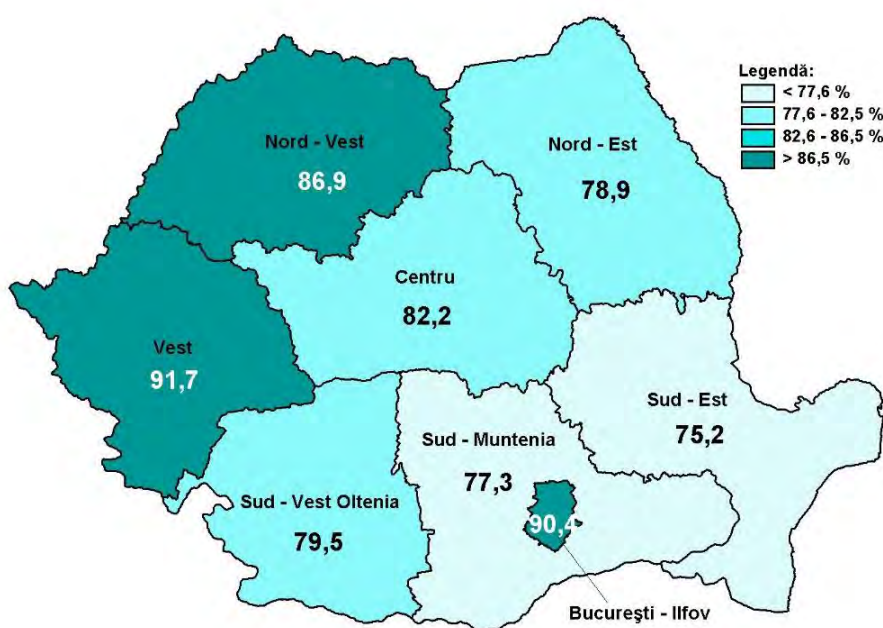 Legendă:
< 77,6 %
77,6 - 82,5 %
82,6 - 86,5 %
> 86,5 %
Nord - Vest
86,9
Nord - Est
78,9
Centru
82,2
Vest
91,7
Sud - Est
75,2
Sud - Muntenia
77,3
Sud - Vest Oltenia
79,5
90,4
Bucureşti - Ilfov